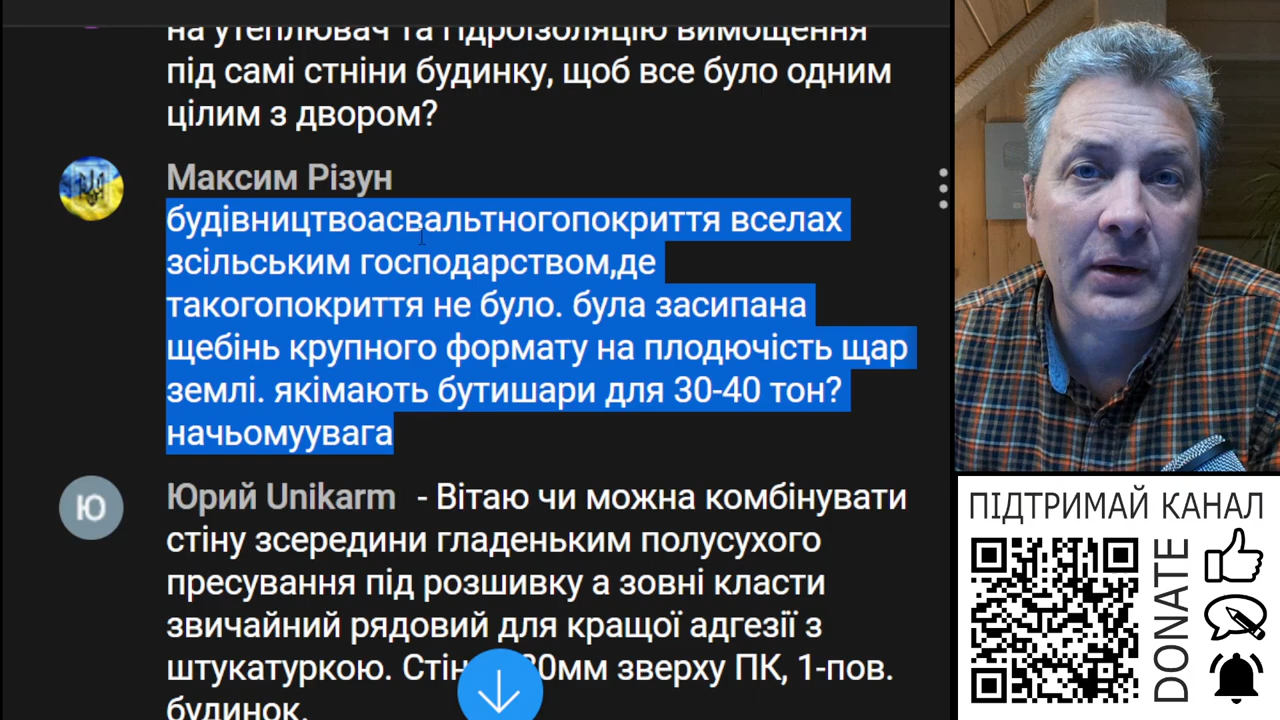 на утеплювач та гідроізоляцію вимощення
під самі стніни будинку, щоб все було одним
цілим з двором?
Максим Різун
будівництвоасвальтногопокриття вселах
зсільським господарством,де
такогопокриття не було. була засипана
щебінь крупного формату на плодючість щар
землі. якімають бутишари для 30-40 тон?
начьомуувага
Ю
Юрий Unikarm - Вітаю чи можна комбінувати
стіну зсередини гладеньким полусухого
пресування під розшивку а зовні класти
звичайний рядовий для кращої адгезії з
штукатуркою. 80мм зверху ПК, 1-пов.
будинок.
ПІДТРИМАЙ КАНАЛ
DONATE